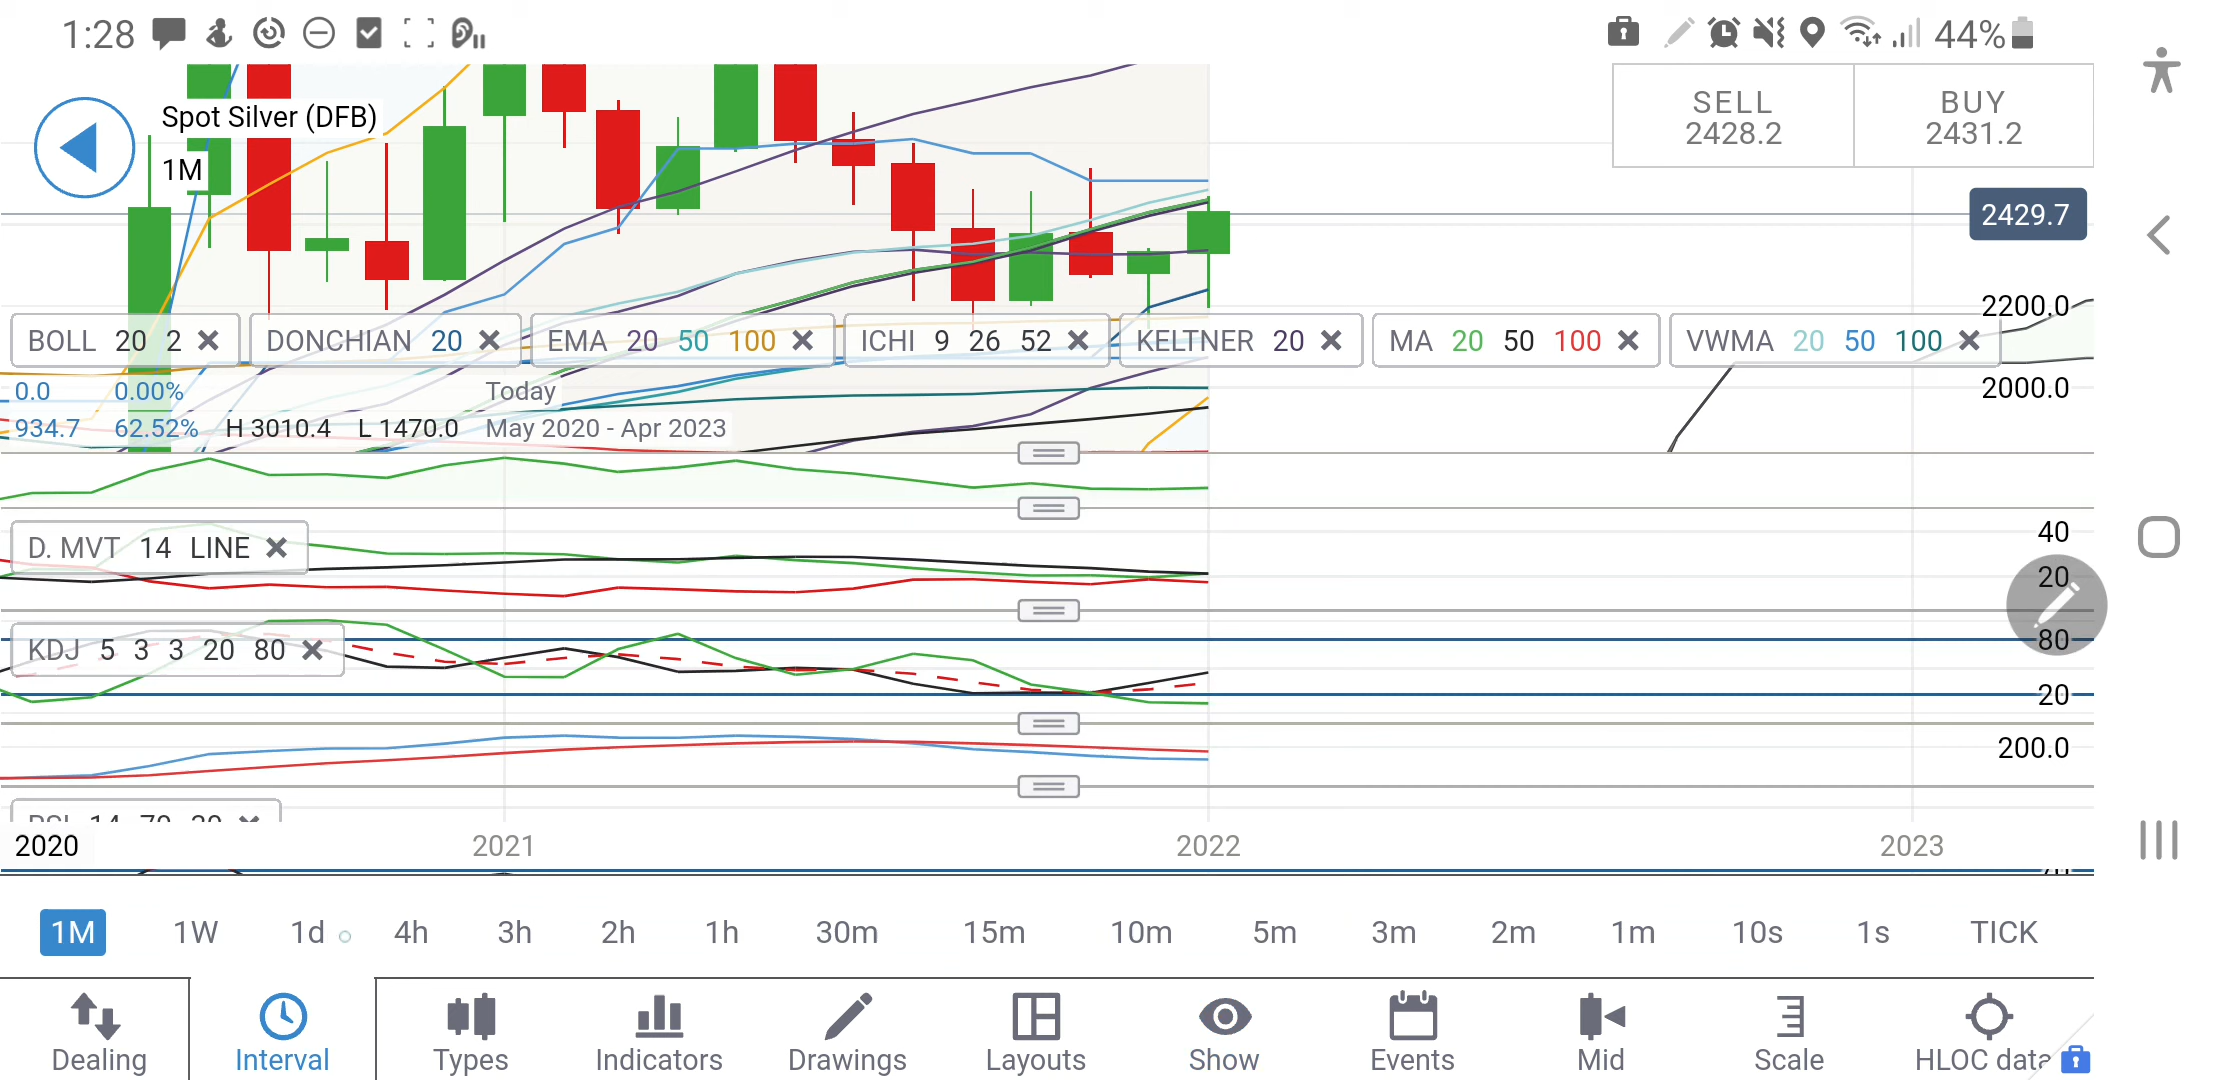 1:28
44%
Spot Silver (DFB)
1M
SELL
2428.2
BUY
2431.2
2429.7
2200.0
BOLL 20 2
DONCHIAN 20
EMA 20 50 100
ICHI 9 26 52
KELTNER 20
MA 20 50 100
VWMA 20 50 100
0.0 0.00% Today
2000.0
934.7 62.52% H 3010.4 L 1470.0 May 2020 - Apr 2023
40
D. MVT 14 LINE
20
80
KDJ 5 3 3 20 80
20
200.0
RSI 14 70 30
2020 2021 2022 2023
1M 1W 1d 4h 3h 2h 1h 30m 15m 10m 5m 3m 2m 1m 10s 1s TICK
Dealing Interval Types Indicators Drawings Layouts Show Events Mid Scale HLOC data